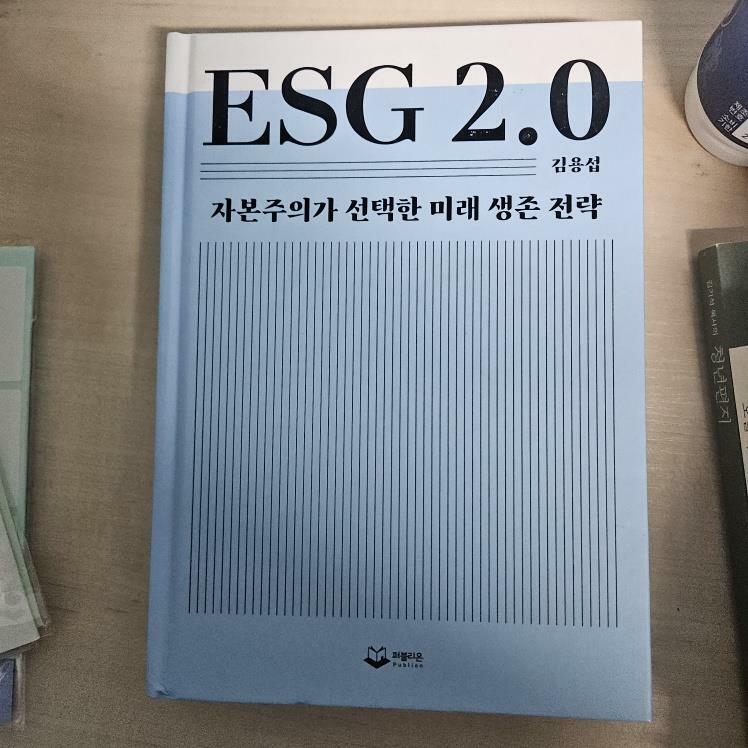 ESG 2.0
김용섭
자본주의가 선택한 미래 생존 전략
퍼블리온
Publion
청년편지